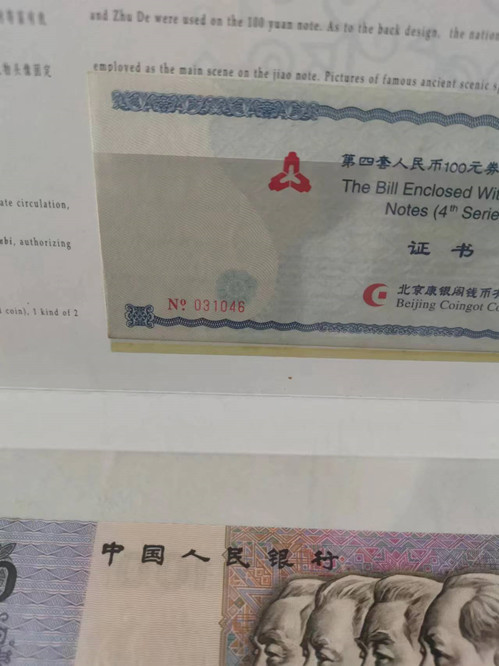 and Zhu De were used on the 100 yuan note. As to the back design, the nation
employed as the main scene on the jiao note. Pictures of famous ancient scenic s
ate circulation,
ebi, authorizing
coin), 1 kind of 2
第四套人民币100元券
The Bill Enclosed Wi
Notes (4th Serie
证书
No 031046
北京康银阁钱币
Beijing Coingot Co
中国人民银行